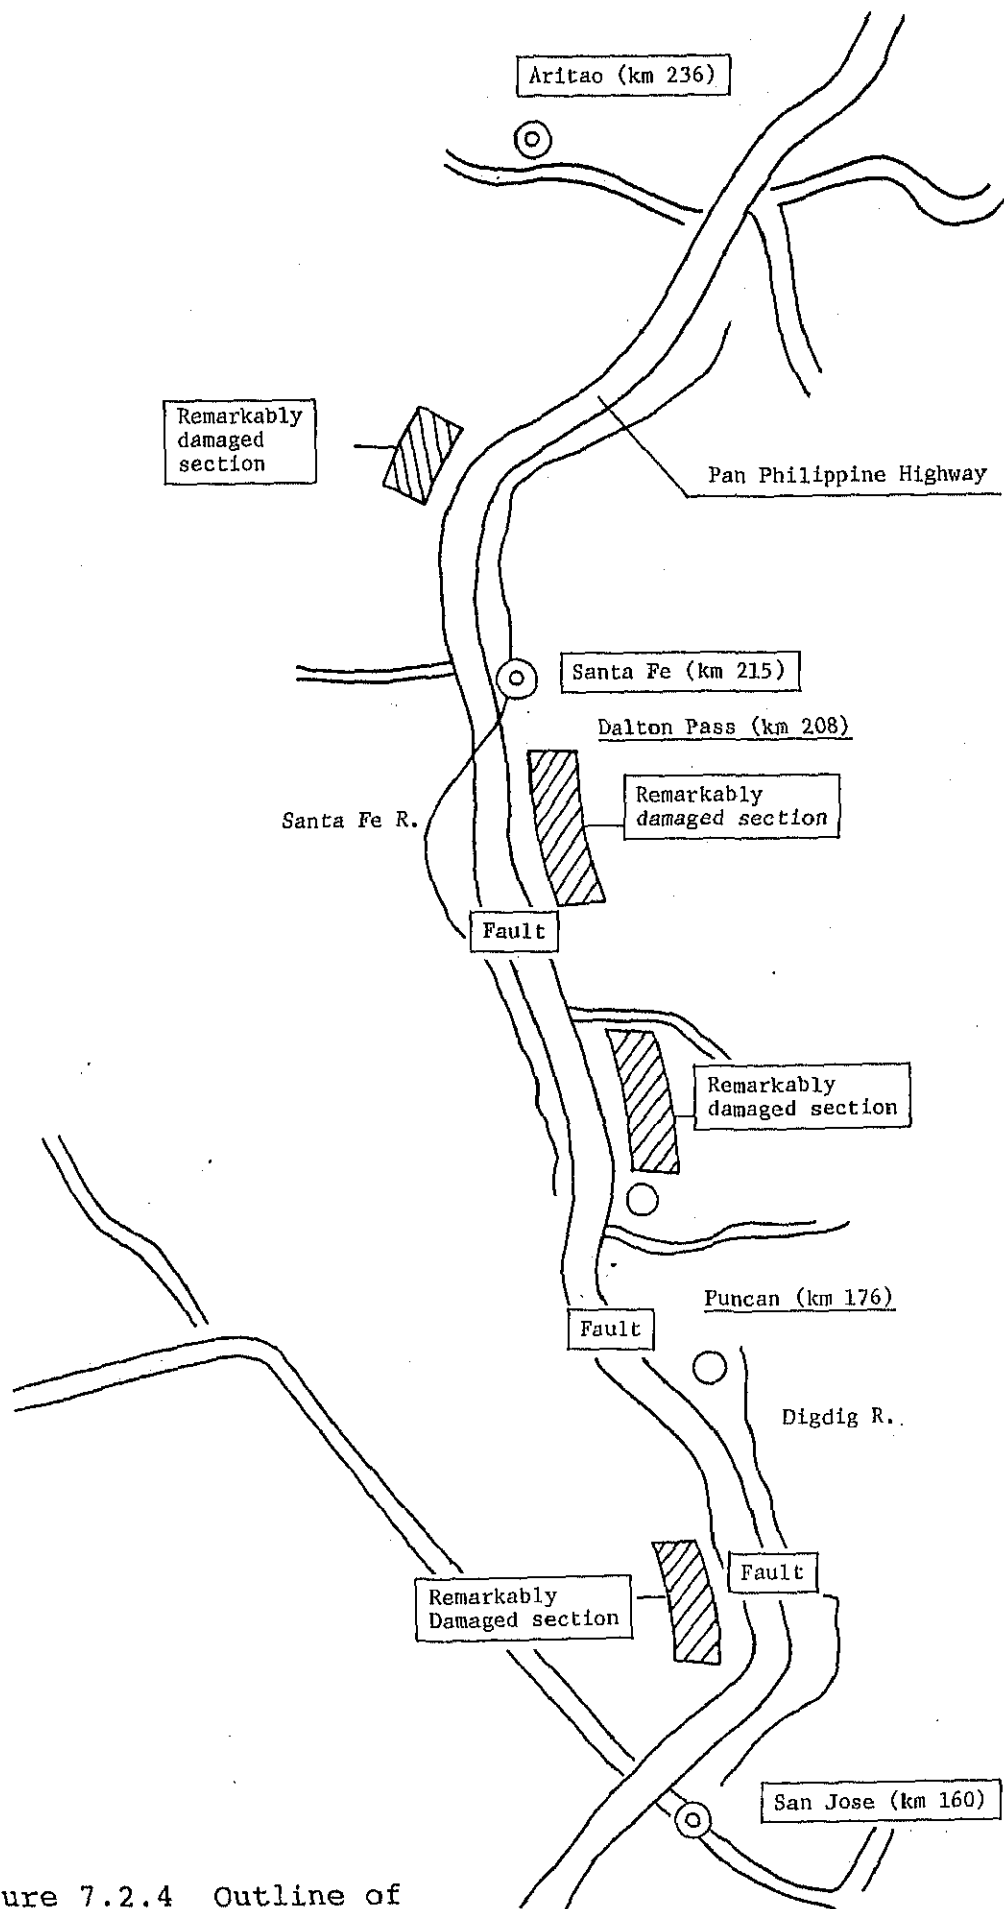 Aritao (km 236)
Remarkably
damaged
section
Pan Philippine Highway
Santa Fe (km 215)
Dalton Pass (km 208)
Remarkably
damaged section
Santa Fe R.
Fault
Remarkably
damaged section
Puncan (km 176)
Fault
Digdig R.
Fault
Remarkably
Damaged section
San Jose (km 160)
ure 7.2.4 Outline of